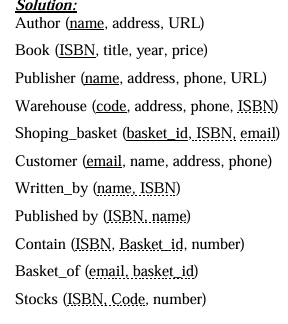 Solution:
Author (name, address, URL)
Book (ISBN, title, year, price)
Publisher (name, address, phone, URL)
Warehouse (code, address, phone, ISBN)
Shoping_basket (basket_id, ISBN, email)
Customer (email, name, address, phone)
Written_by (name, ISBN)
Published by (ISBN, name)
Contain (ISBN, Basket_id, number)
Basket_of (email, basket_id)
Stocks (ISBN, Code, number)